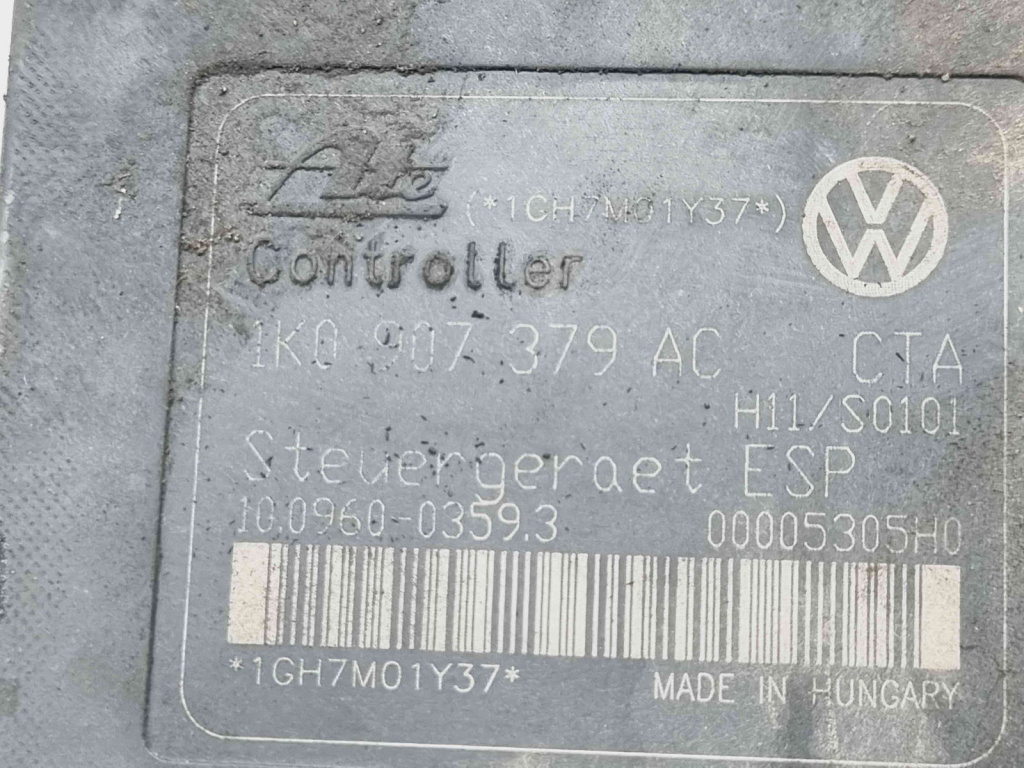 Ate
(*1GH7M01Y37*)
Controller
1K0 907 379 AC CTA
H11/S0101
Steuergeraet ESP
10.0960-0359.3 00005305H0
*1GH7M01Y37*
MADE IN HUNGARY